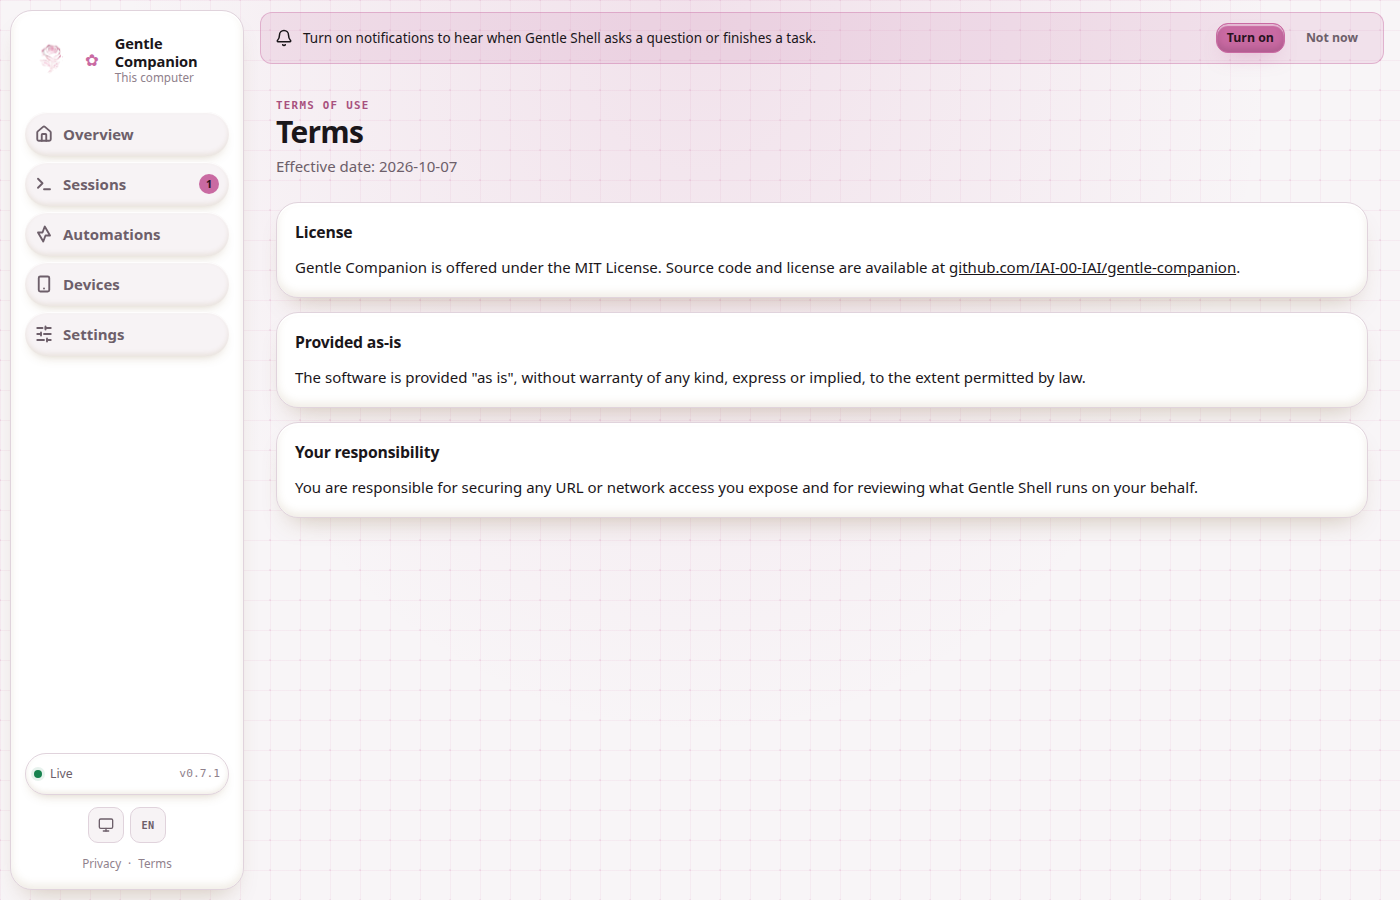 Gentle
Companion
This computer
Overview
Sessions 1
Automations
Devices
Settings
Live v0.7.1
EN
Privacy · Terms
Turn on notifications to hear when Gentle Shell asks a question or finishes a task. Turn on Not now
TERMS OF USE
Terms
Effective date: 2026-10-07
License
Gentle Companion is offered under the MIT License. Source code and license are available at github.com/IAI-00-IAI/gentle-companion.
Provided as-is
The software is provided "as is", without warranty of any kind, express or implied, to the extent permitted by law.
Your responsibility
You are responsible for securing any URL or network access you expose and for reviewing what Gentle Shell runs on your behalf.